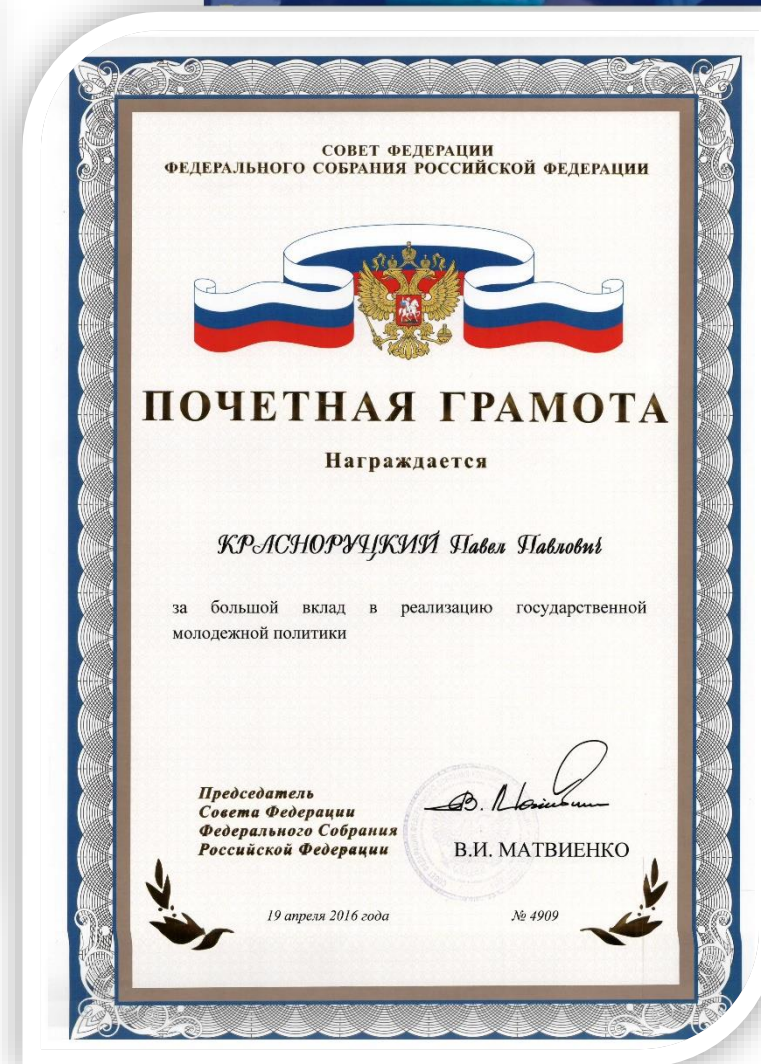 СОВЕТ ФЕДЕРАЦИИ
ФЕДЕРАЛЬНОГО СОБРАНИЯ РОССИЙСКОЙ ФЕДЕРАЦИИ
ПОЧЕТНАЯ ГРАМОТА
Награждается
КРАСНОРУЦКИЙ Павел Павлович
за большой вклад в реализацию государственной
молодежной политики
Председатель
Совета Федерации
Федерального Собрания
Российской Федерации
В.И. МАТВИЕНКО
19 апреля 2016 года № 4909